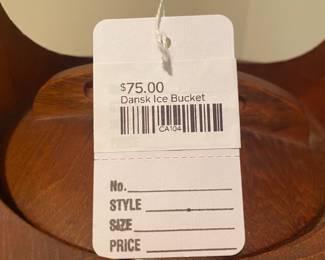 $75.00
Dansk Ice Bucket
CA104
No.
STYLE
SIZE
PRICE